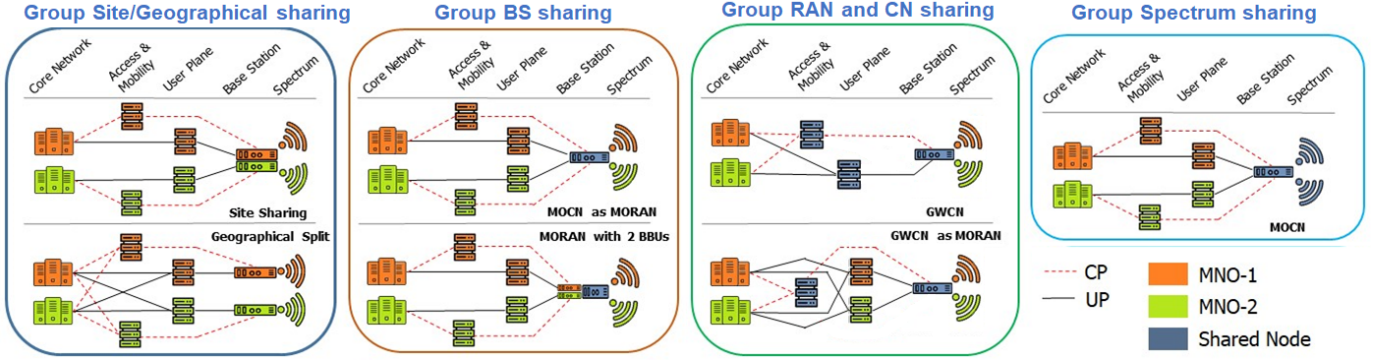 Group Site/Geographical sharing
Core Network
Access &
Mobility
User Plane
Base Station
Spectrum
Site Sharing
Geographical Split
Group BS sharing
Core Network
Access &
Mobility
User Plane
Base Station
Spectrum
MOCN as MORAN
MORAN with 2 BBUs
Group RAN and CN sharing
Core Network
Access &
Mobility
User Plane
Base Station
Spectrum
GWCN
GWCN as MORAN
Group Spectrum sharing
Core Network
Access &
Mobility
User Plane
Base Station
Spectrum
MOCN
CP
UP
MNO-1
MNO-2
Shared Node